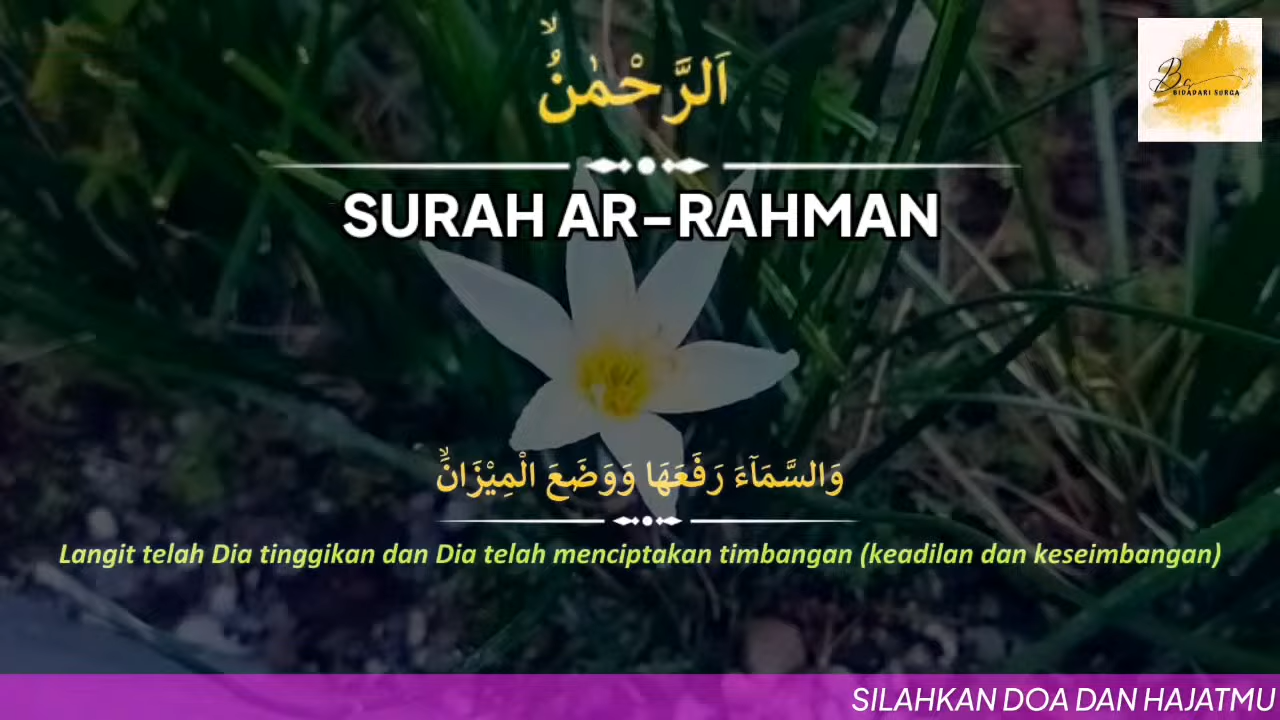 اَلرَّحْمٰنُۙ
Bs
BIDADARI SURGA
SURAH AR-RAHMAN
وَالسَّمَاۤءَ رَفَعَهَا وَوَضَعَ الْمِيْزَانَۙ
Langit telah Dia tinggikan dan Dia telah menciptakan timbangan (keadilan dan keseimbangan)
SILAHKAN DOA DAN HAJATMU